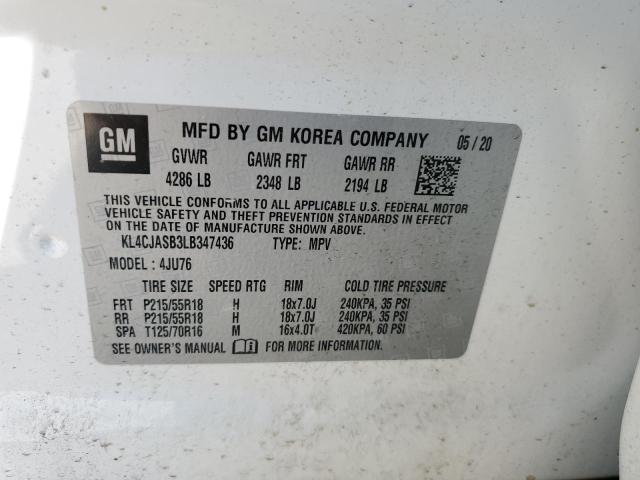 GM MFD BY GM KOREA COMPANY 05/20
GVWR GAWR FRT GAWR RR
4286 LB 2348 LB 2194 LB
THIS VEHICLE CONFORMS TO ALL APPLICABLE U.S. FEDERAL MOTOR
VEHICLE SAFETY AND THEFT PREVENTION STANDARDS IN EFFECT
ON THE DATE OF MANUFACTURE SHOWN ABOVE.
KL4CJASB3LB347436 TYPE: MPV
MODEL: 4JU76
TIRE SIZE SPEED RTG RIM COLD TIRE PRESSURE
FRT P215/55R18 H 18x7.0J 240KPA, 35 PSI
RR P215/55R18 H 18x7.0J 240KPA, 35 PSI
SPA T125/70R16 M 16x4.0T 420KPA, 60 PSI
SEE OWNER'S MANUAL FOR MORE INFORMATION.